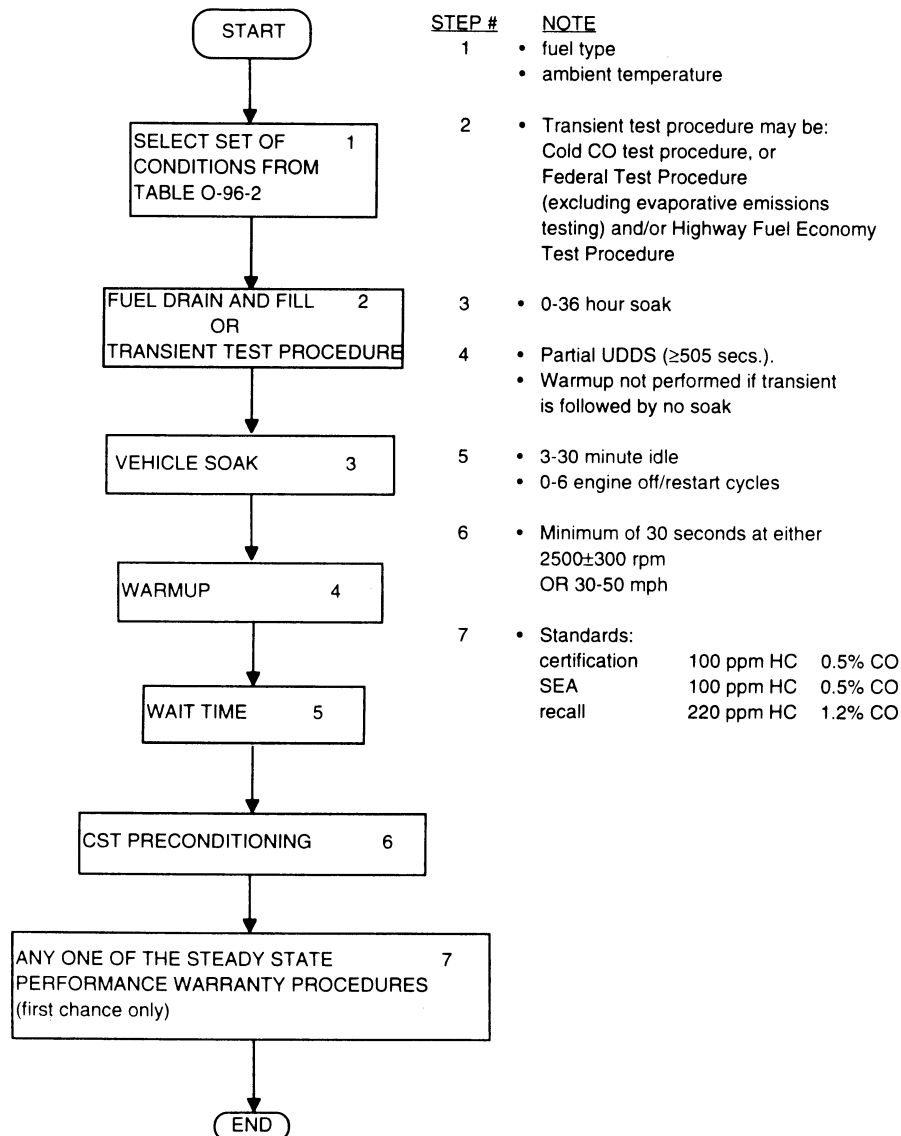 START
SELECT SET OF 1
CONDITIONS FROM
TABLE O-96-2
FUEL DRAIN AND FILL 2
OR
TRANSIENT TEST PROCEDURE
VEHICLE SOAK 3
WARMUP 4
WAIT TIME 5
CST PRECONDITIONING 6
ANY ONE OF THE STEADY STATE 7
PERFORMANCE WARRANTY PROCEDURES
(first chance only)
END
STEP # NOTE
1 • fuel type
• ambient temperature
2 • Transient test procedure may be:
Cold CO test procedure, or
Federal Test Procedure
(excluding evaporative emissions
testing) and/or Highway Fuel Economy
Test Procedure
3 • 0-36 hour soak
4 • Partial UDDS (≥505 secs.).
• Warmup not performed if transient
is followed by no soak
5 • 3-30 minute idle
• 0-6 engine off/restart cycles
6 • Minimum of 30 seconds at either
2500±300 rpm
OR 30-50 mph
7 • Standards:
certification 100 ppm HC 0.5% CO
SEA 100 ppm HC 0.5% CO
recall 220 ppm HC 1.2% CO